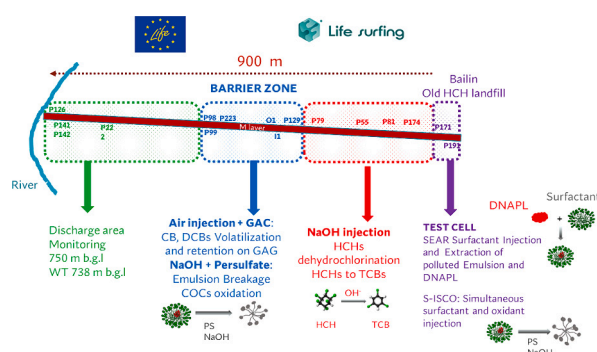 Life
Life surfing
900 m
Bailin
Old HCH landfill
BARRIER ZONE
P126
P141
P142
P22
2
P98 P223
P99
O1 P129
M layer
I1
P79
P55
P81
P174
P171
P191
River
Discharge area
Monitoring
750 m b.g.l
WT 738 m b.g.l
Air injection + GAC:
CB, DCBs Volatilization
and retention on GAG
NaOH + Persulfate:
Emulsion Breakage
COCs oxidation
PS
NaOH
NaOH injection
HCHs
dehydrochlorination
HCHs to TCBs
OH-
HCH
TCB
TEST CELL
SEAR Surfactant Injection
and Extraction of
polluted Emulsion and
DNAPL
S-ISCO: Simultaneous
surfactant and oxidant
injection
Surfactant
DNAPL
PS
NaOH